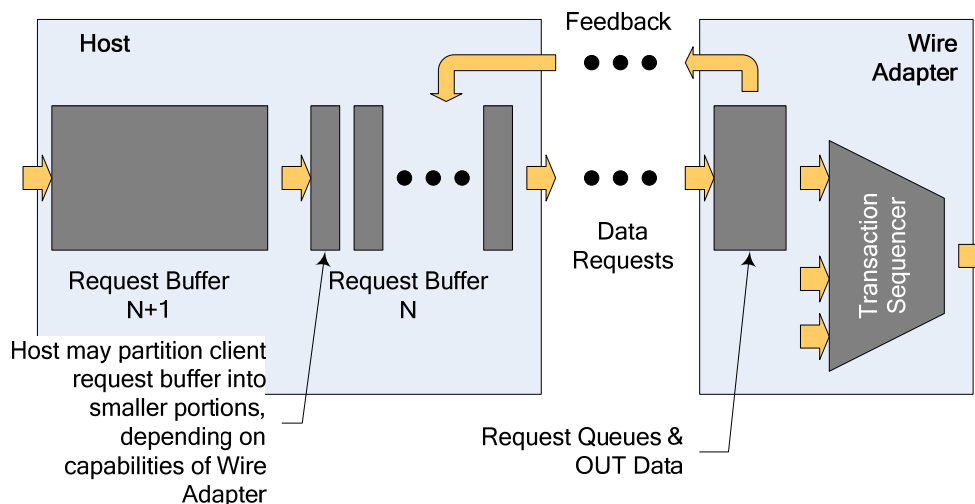 Host
Feedback
Wire
Adapter
Request Buffer
N+1
Request Buffer
N
Data
Requests
Transaction
Sequencer
Host may partition client
request buffer into
smaller portions,
depending on
capabilities of Wire
Adapter
Request Queues &
OUT Data